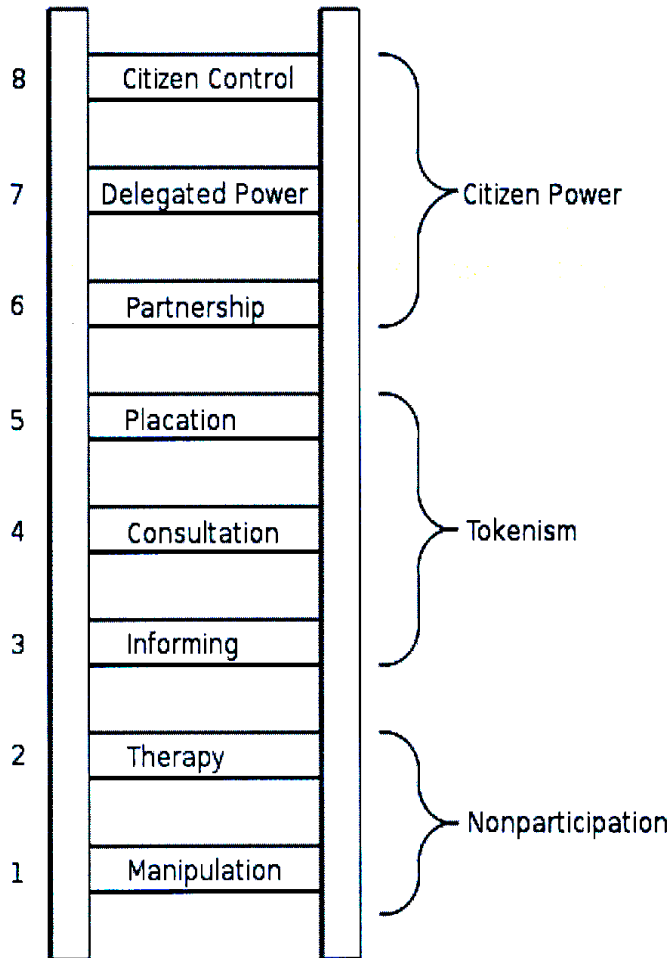 8 Citizen Control
7 Delegated Power
Citizen Power
6 Partnership
5 Placation
4 Consultation
Tokenism
3 Informing
2 Therapy
Nonparticipation
1 Manipulation